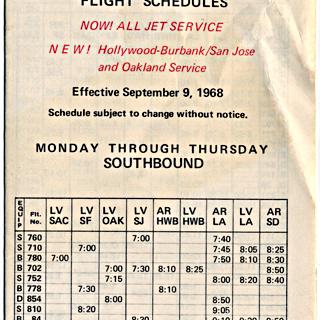 FLIGHT SCHEDULES
NOW! ALL JET SERVICE
NEW! Hollywood-Burbank/San Jose
and Oakland Service
Effective September 9, 1968
Schedule subject to change without notice.
MONDAY THROUGH THURSDAY
SOUTHBOUND
EQUIP Flt. No. LV SAC LV SF LV OAK LV SJ AR HWB LV HWB AR LA LV LA AR SD
S 760 7:00 7:40
S 710 7:00 7:45 8:05 8:25
B 780 7:00 7:50 8:10 8:30
B 702 7:00 7:30 8:10 8:25 8:50
S 752 7:15 8:00 8:20 8:40
B 778 7:30 8:10
D 854 8:00 8:50
S 810 8:20 9:05
B 84